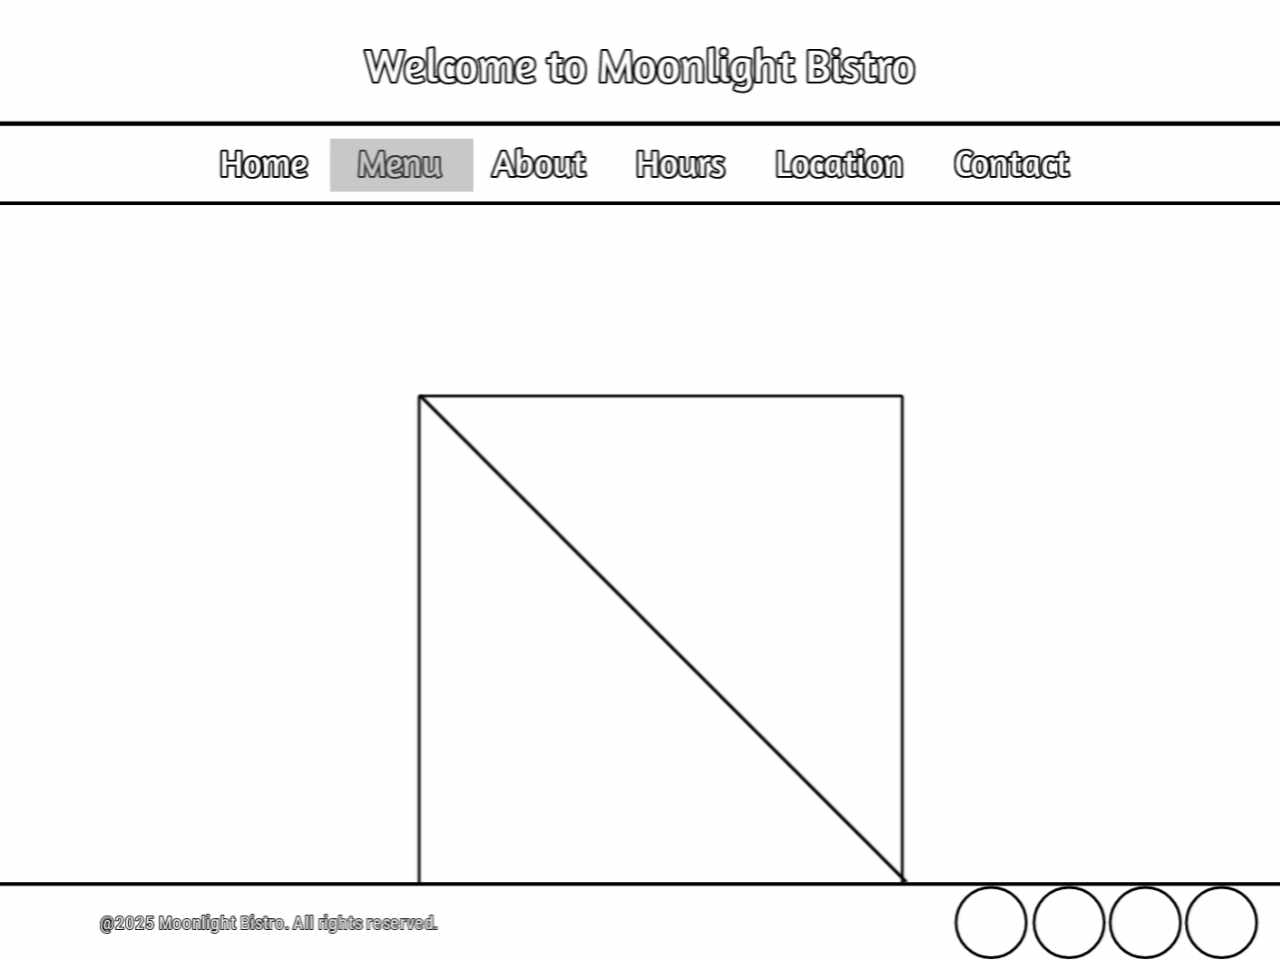 Welcome to Moonlight Bistro
Home Menu About Hours Location Contact
@2025 Moonlight Bistro. All rights reserved.